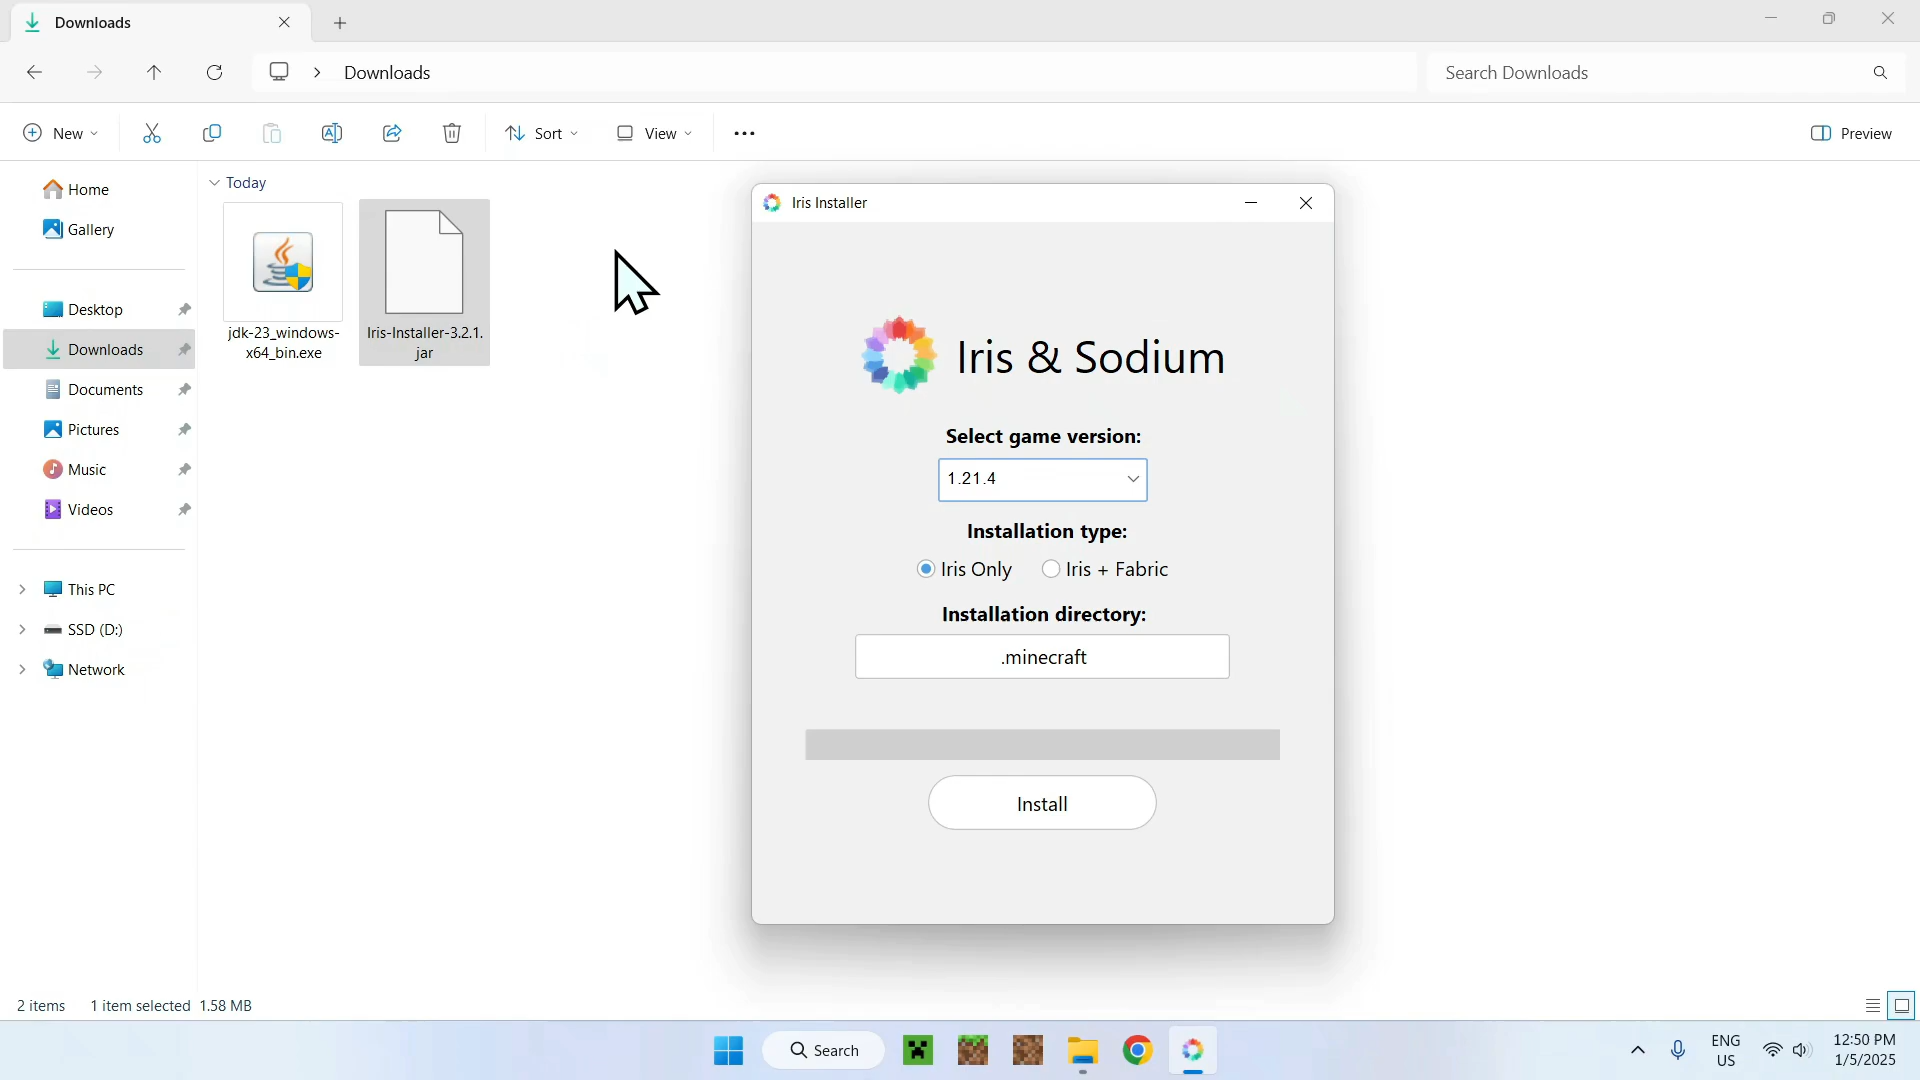 Downloads
Downloads
Search Downloads
New
Sort
View
Preview
Home
Gallery
Desktop
Downloads
Documents
Pictures
Music
Videos
This PC
SSD (D:)
Network
Today
jdk-23_windows-
x64_bin.exe
Iris-Installer-3.2.1.
jar
Iris Installer
Iris & Sodium
Select game version:
1.21.4
Installation type:
Iris Only
Iris + Fabric
Installation directory:
.minecraft
Install
2 items
1 item selected 1.58 MB
Search
ENG
US
12:50 PM
1/5/2025